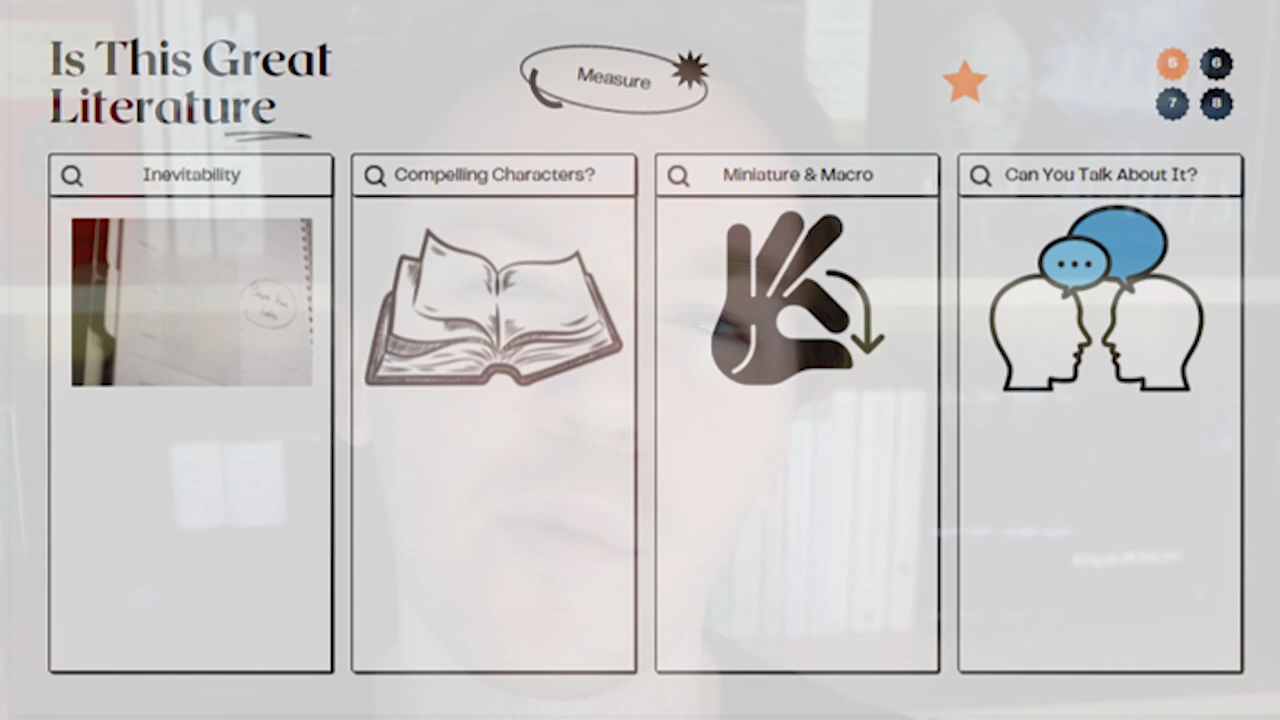 Is This Great
Literature
Measure
5
6
7
8
Inevitability
Compelling Characters?
Miniature & Macro
Can You Talk About It?